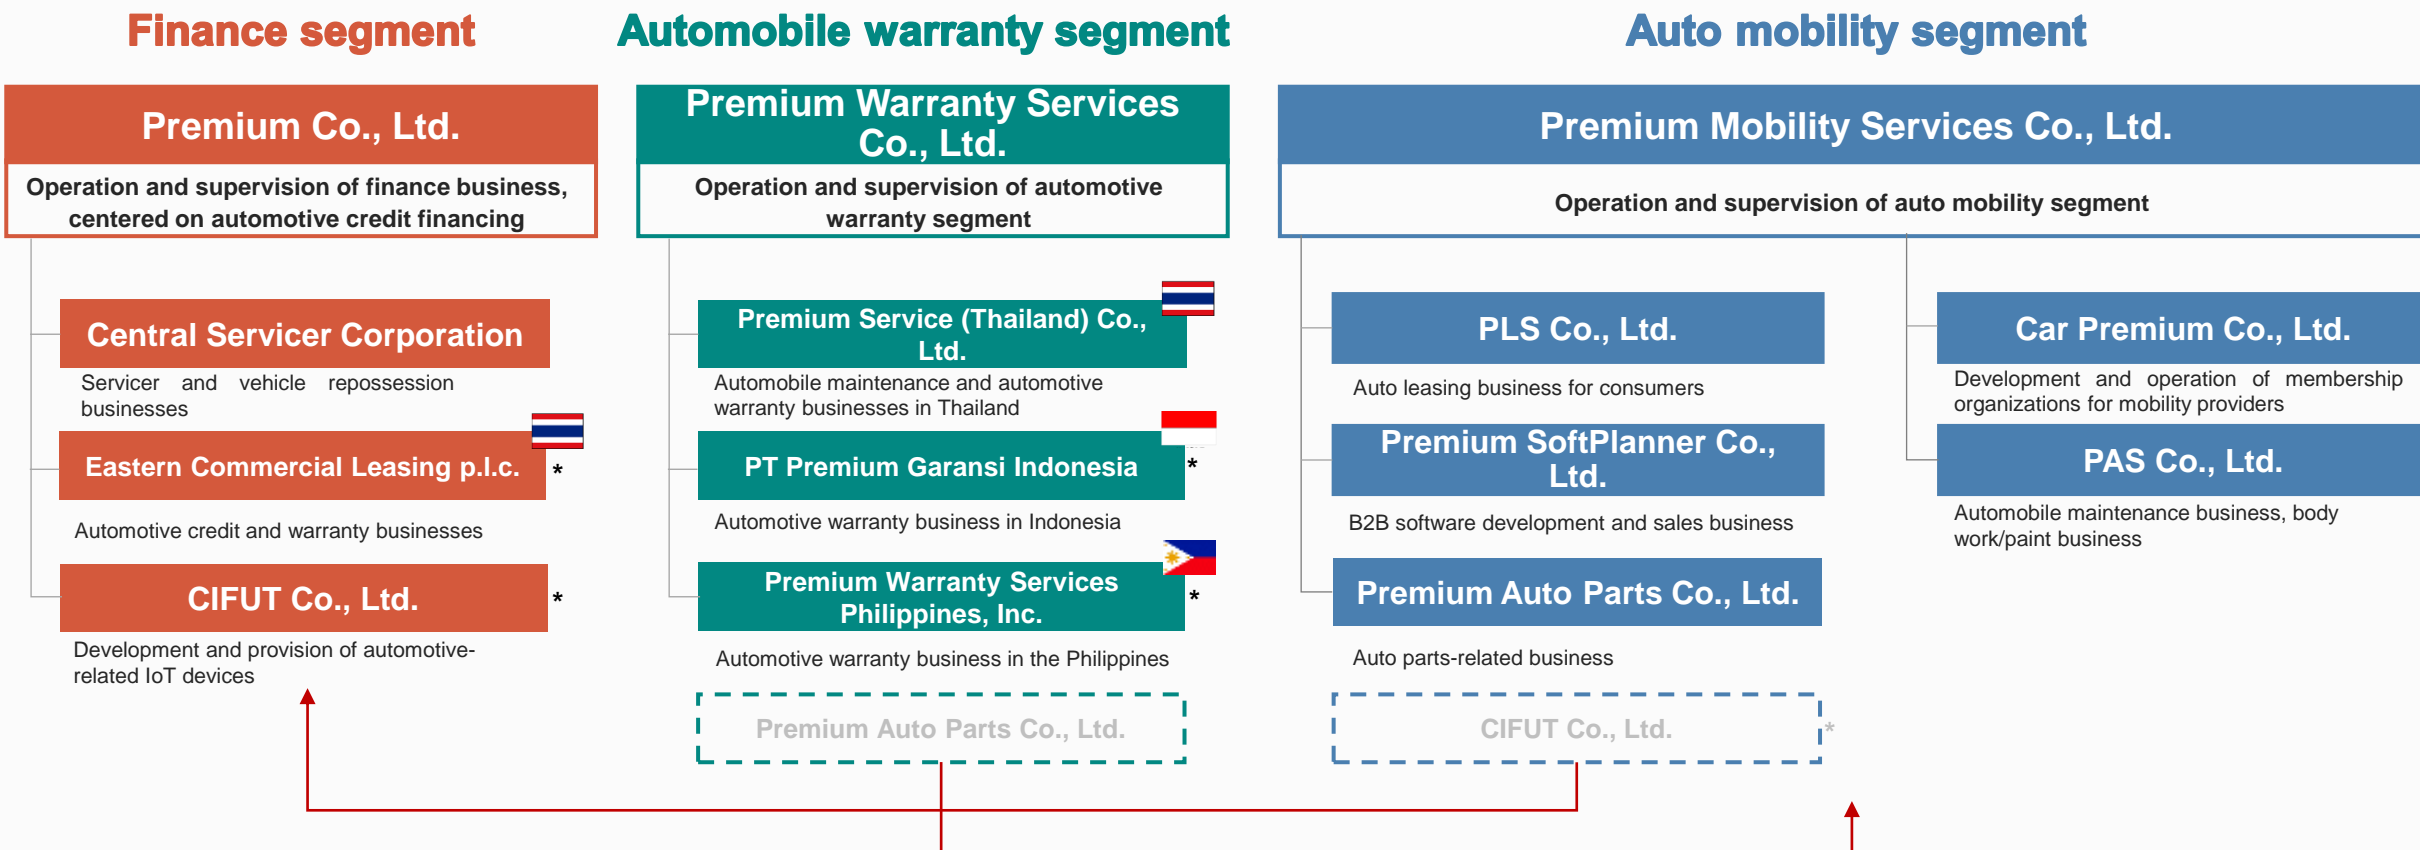 Finance segment
Automobile warranty segment
Auto mobility segment
Premium Co., Ltd.
Operation and supervision of finance business,
centered on automotive credit financing
Central Servicer Corporation
Servicer and vehicle repossession
businesses
Eastern Commercial Leasing p.l.c.
*
Automotive credit and warranty businesses
CIFUT Co., Ltd.
*
Development and provision of automotive-
related IoT devices
Premium Warranty Services
Co., Ltd.
Operation and supervision of automotive
warranty segment
Premium Service (Thailand) Co.,
Ltd.
Automobile maintenance and automotive
warranty businesses in Thailand
PT Premium Garansi Indonesia
*
Automotive warranty business in Indonesia
Premium Warranty Services
Philippines, Inc.
*
Automotive warranty business in the Philippines
Premium Auto Parts Co., Ltd.
Premium Mobility Services Co., Ltd.
Operation and supervision of auto mobility segment
PLS Co., Ltd.
Auto leasing business for consumers
Premium SoftPlanner Co.,
Ltd.
B2B software development and sales business
Premium Auto Parts Co., Ltd.
Auto parts-related business
CIFUT Co., Ltd.
*
Car Premium Co., Ltd.
Development and operation of membership
organizations for mobility providers
PAS Co., Ltd.
Automobile maintenance business, body
work/paint business